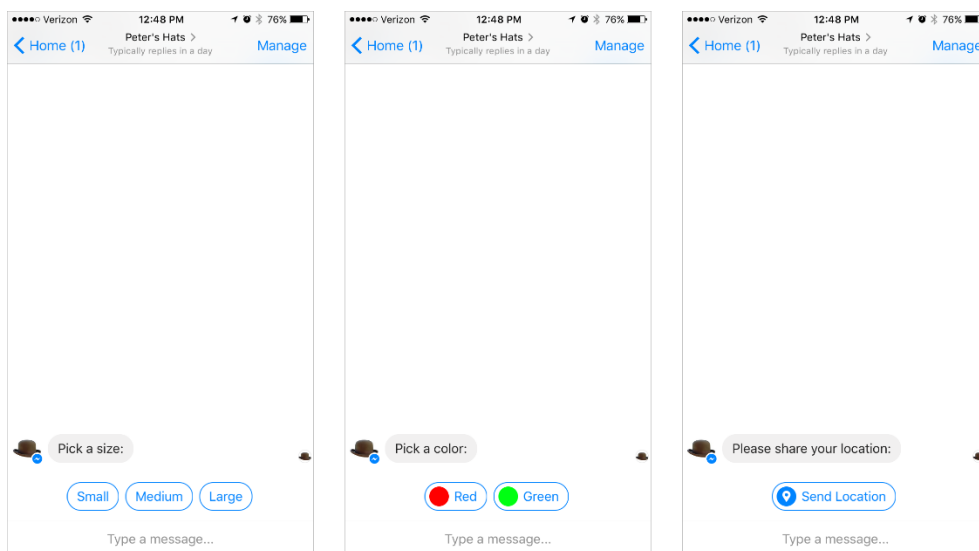 Verizon 12:48 PM 76%
Home (1) Peter's Hats Manage
Typically replies in a day
Pick a size:
Small Medium Large
Type a message...
Verizon 12:48 PM 76%
Home (1) Peter's Hats Manage
Typically replies in a day
Pick a color:
Red Green
Type a message...
Verizon 12:48 PM 76%
Home (1) Peter's Hats Manage
Typically replies in a day
Please share your location:
Send Location
Type a message...